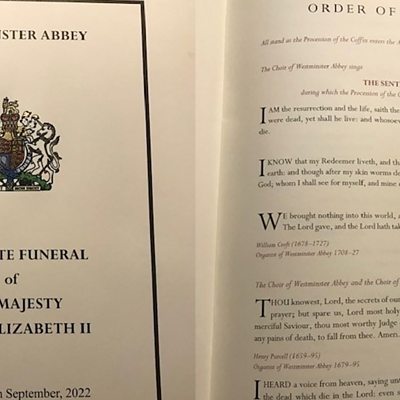 NSTER ABBEY
TE FUNERAL
of
MAJESTY
LIZABETH II
September, 2022
ORDER OF
All stand as the Procession of the Coffin enters the A
The Choir of Westminster Abbey sings
THE SENT
during which the Procession of the C
I AM the resurrection and the life, saith the
were dead, yet shall he live: and whosoev
die.
I KNOW that my Redeemer liveth, and th
earth: and though after my skin worms de
God; whom I shall see for myself, and mine
WE brought nothing into this world, a
The Lord gave, and the Lord hath tak
William Croft (1678–1727)
Organist of Westminster Abbey 1708–27
The Choir of Westminster Abbey and the Choir of
THOU knowest, Lord, the secrets of ou
prayer; but spare us, Lord most holy
merciful Saviour, thou most worthy Judge
any pains of death, to fall from thee. Amen.
Henry Purcell (1659–95)
Organist of Westminster Abbey 1679–95
I HEARD a voice from heaven, saying unt
the dead which die in the Lord: even s